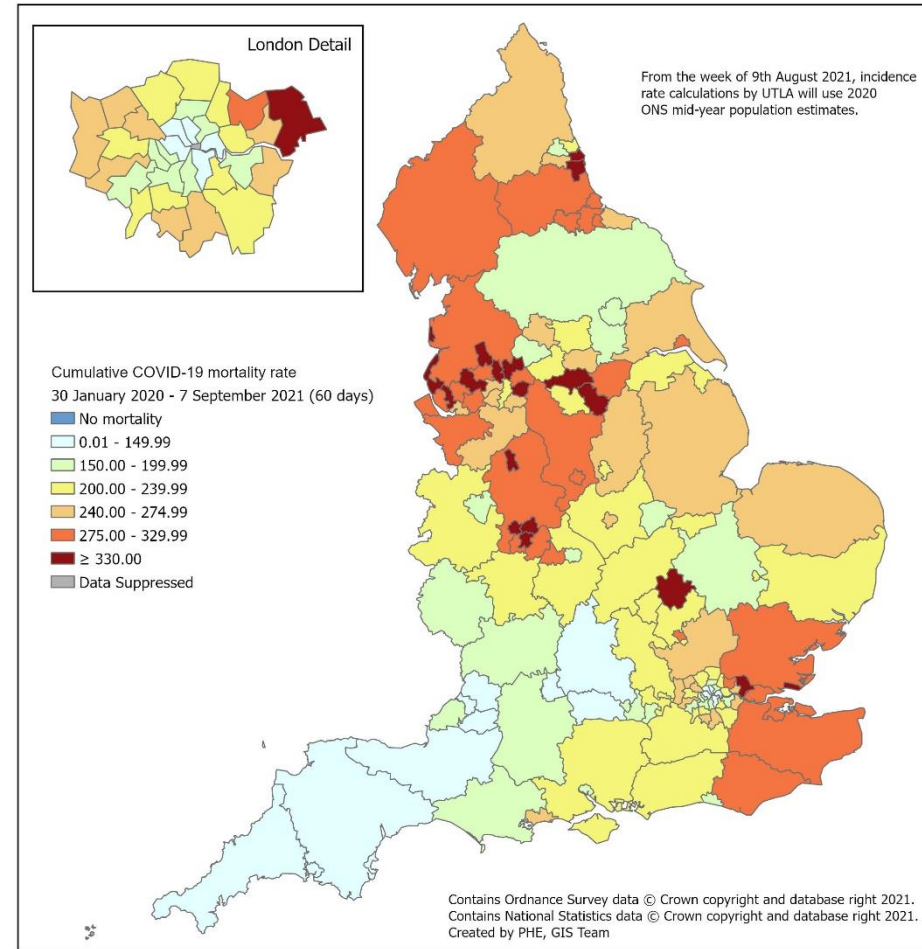 London Detail
From the week of 9th August 2021, incidence
rate calculations by UTLA will use 2020
ONS mid-year population estimates.
Cumulative COVID-19 mortality rate
30 January 2020 - 7 September 2021 (60 days)
No mortality
0.01 - 149.99
150.00 - 199.99
200.00 - 239.99
240.00 - 274.99
275.00 - 329.99
≥ 330.00
Data Suppressed
Contains Ordnance Survey data © Crown copyright and database right 2021.
Contains National Statistics data © Crown copyright and database right 2021.
Created by PHE, GIS Team